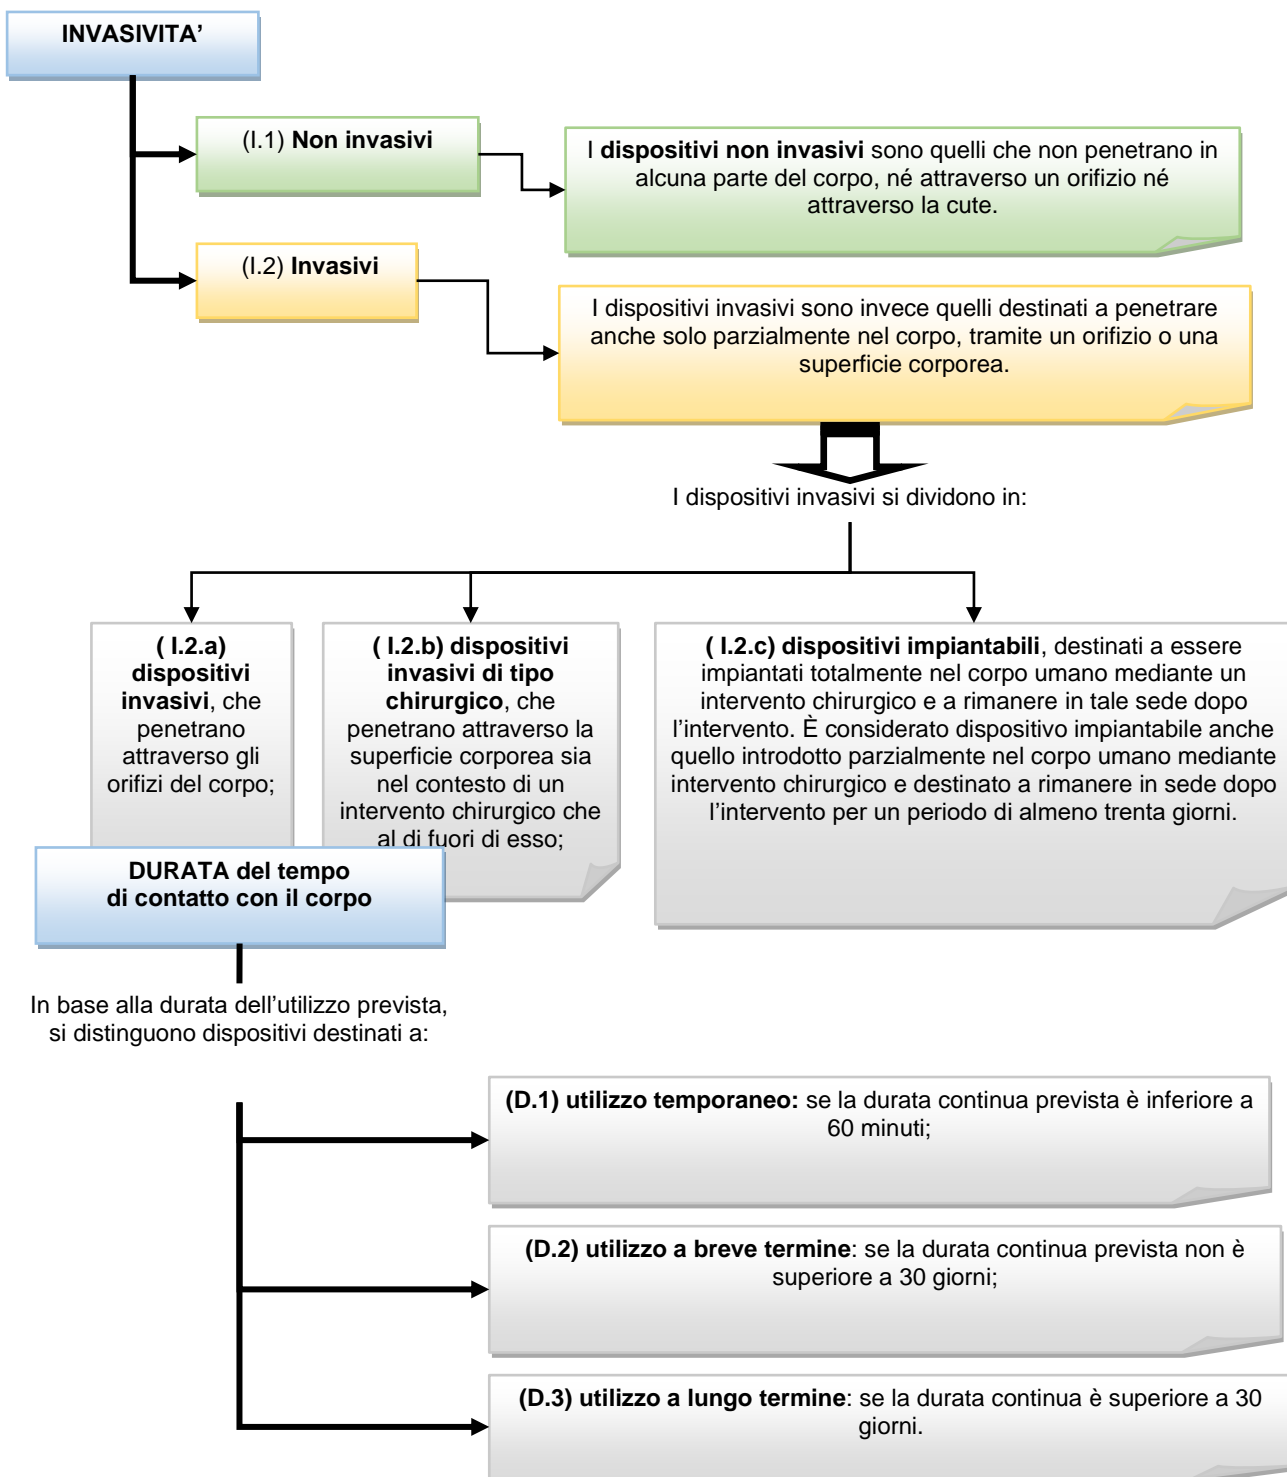 INVASIVITA’
(I.1) Non invasivi
I dispositivi non invasivi sono quelli che non penetrano in
alcuna parte del corpo, né attraverso un orifizio né
attraverso la cute.
(I.2) Invasivi
I dispositivi invasivi sono invece quelli destinati a penetrare
anche solo parzialmente nel corpo, tramite un orifizio o una
superficie corporea.
I dispositivi invasivi si dividono in:
( I.2.a)
dispositivi
invasivi, che
penetrano
attraverso gli
orifizi del corpo;
( I.2.b) dispositivi
invasivi di tipo
chirurgico, che
penetrano attraverso la
superficie corporea sia
nel contesto di un
intervento chirurgico che
al di fuori di esso;
( I.2.c) dispositivi impiantabili, destinati a essere
impiantati totalmente nel corpo umano mediante un
intervento chirurgico e a rimanere in tale sede dopo
l’intervento. È considerato dispositivo impiantabile anche
quello introdotto parzialmente nel corpo umano mediante
intervento chirurgico e destinato a rimanere in sede dopo
l’intervento per un periodo di almeno trenta giorni.
DURATA del tempo
di contatto con il corpo
In base alla durata dell’utilizzo prevista,
si distinguono dispositivi destinati a:
(D.1) utilizzo temporaneo: se la durata continua prevista è inferiore a
60 minuti;
(D.2) utilizzo a breve termine: se la durata continua prevista non è
superiore a 30 giorni;
(D.3) utilizzo a lungo termine: se la durata continua è superiore a 30
giorni.